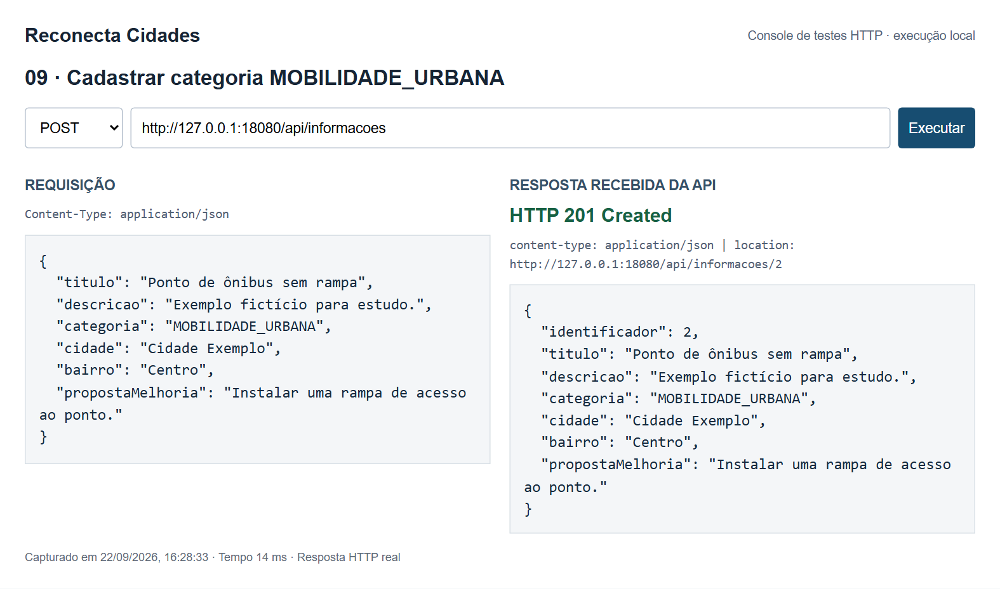 Reconecta Cidades
Console de testes HTTP · execução local
09 · Cadastrar categoria MOBILIDADE_URBANA
POST
http://127.0.0.1:18080/api/informacoes
Executar
REQUISIÇÃO
Content-Type: application/json
{
  "titulo": "Ponto de ônibus sem rampa",
  "descricao": "Exemplo fictício para estudo.",
  "categoria": "MOBILIDADE_URBANA",
  "cidade": "Cidade Exemplo",
  "bairro": "Centro",
  "propostaMelhoria": "Instalar uma rampa de acesso
ao ponto."
}
RESPOSTA RECEBIDA DA API
HTTP 201 Created
content-type: application/json | location:
http://127.0.0.1:18080/api/informacoes/2
{
  "identificador": 2,
  "titulo": "Ponto de ônibus sem rampa",
  "descricao": "Exemplo fictício para estudo.",
  "categoria": "MOBILIDADE_URBANA",
  "cidade": "Cidade Exemplo",
  "bairro": "Centro",
  "propostaMelhoria": "Instalar uma rampa de acesso
ao ponto."
}
Capturado em 22/09/2026, 16:28:33 · Tempo 14 ms · Resposta HTTP real